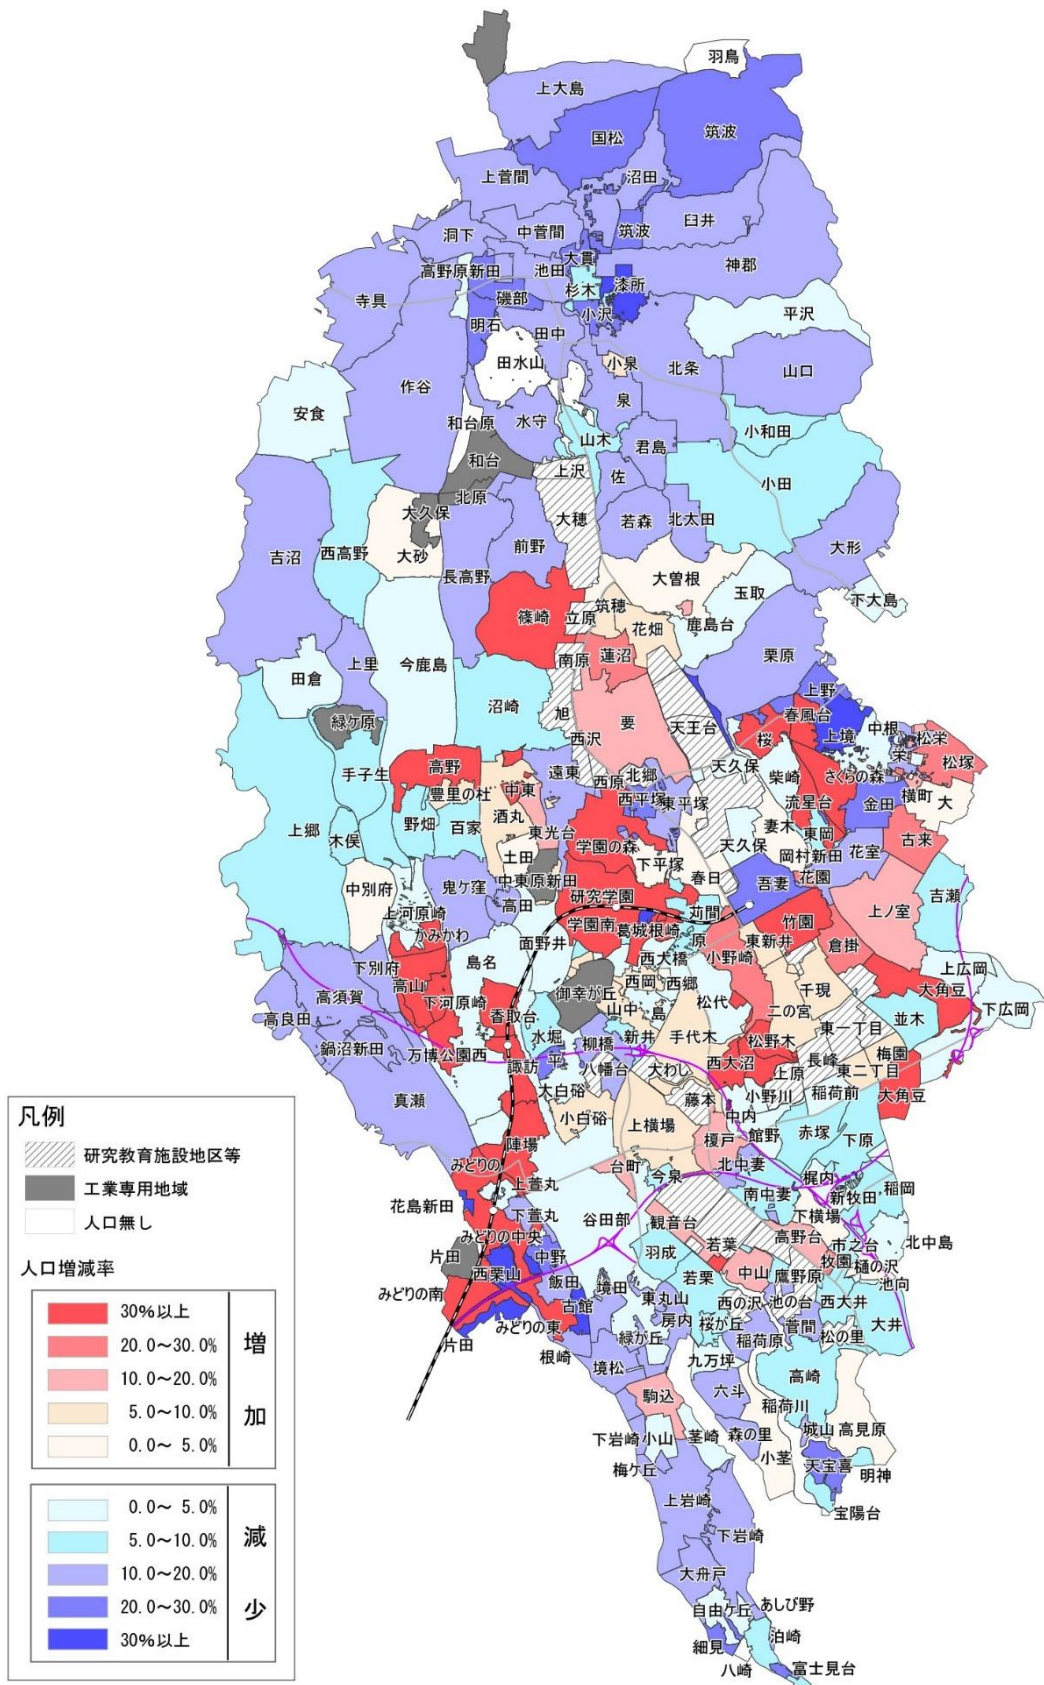 羽鳥
上大島
国松
筑波
上菅間
沼田
臼井
筑波
洞下
中菅間
大貫
神郡
高野原新田
池田
漆所
寺具
磯部
杉木
小沢
平沢
明石
田中
田水山
小泉
北条
山口
作谷
安食
泉
和台原
水守
山木
君島
小和田
和台
上沢
佐
小田
北原
大久保
大穂
若森
北太田
吉沼
西高野
大砂
前野
大形
長高野
大曽根
玉取
下大島
篠崎
立原
筑穂
花畑
鹿島台
今鹿島
上里
南原
蓮沼
栗原
田倉
沼崎
旭
要
上野
緑ケ原
天王台
桜
春風台
上境
中根
松栄
栄
松塚
西沢
遠東
西原
北郷
天久保
柴崎
さくらの森
手子生
高野
中東
西平塚
東平塚
流星台
金田
横町
大
豊里の杜
上郷
木俣
野畑
百家
酒丸
東光台
学園の森
妻木
東岡
古来
天久保
下平塚
土田
岡村新田
花室
中別府
鬼ケ窪
中東原新田
春日
吾妻
花園
吉瀬
高田
研究学園
苅間
上ノ室
上河原崎
竹園
かみかわ
学園南
葛城根崎
原
東新井
倉掛
面野井
小野崎
下別府
島名
西大橋
上広岡
高山
西岡
西郷
千現
大角豆
高須賀
下河原崎
御幸が丘
松代
下広岡
香取台
山中
島
二の宮
並木
高良田
東一丁目
水堀
新井
手代木
松野木
鍋沼新田
柳橋
梅園
万博公園西
平
西大沼
長峰
東二丁目
諏訪
八幡台
大わし
上原
真瀬
大白硲
小野川
稲荷前
大角豆
藤本
小白硲
上横場
中内
赤塚
陣場
榎戸
館野
下原
みどりの
台町
北中妻
上萱丸
今泉
梶内
花島新田
南中妻
新牧田
稲岡
下萱丸
谷田部
下横場
みどりの中央
観音台
高野台
市之台
北中島
片田
羽成
若葉
牧園
樋の沢
中野
中山
西栗山
鷹野原
池向
飯田
境田
若栗
みどりの南
西の沢
池の台
西大井
古館
東丸山
大井
みどりの東
桜が丘
菅間
房内
稲荷原
松の里
片田
緑が丘
根崎
九万坪
境松
高崎
駒込
六斗
稲荷川
城山
高見原
下岩崎
小山
茎崎
森の里
小茎
梅ケ丘
天宝喜
明神
上岩崎
宝陽台
下岩崎
大舟戸
あしび野
自由ケ丘
細見
泊崎
八崎
富士見台
凡例
研究教育施設地区等
工業専用地域
人口無し
人口増減率
30%以上
20.0～30.0%
10.0～20.0%
5.0～10.0%
0.0～ 5.0%
増
加
0.0～ 5.0%
5.0～10.0%
10.0～20.0%
20.0～30.0%
30%以上
減
少